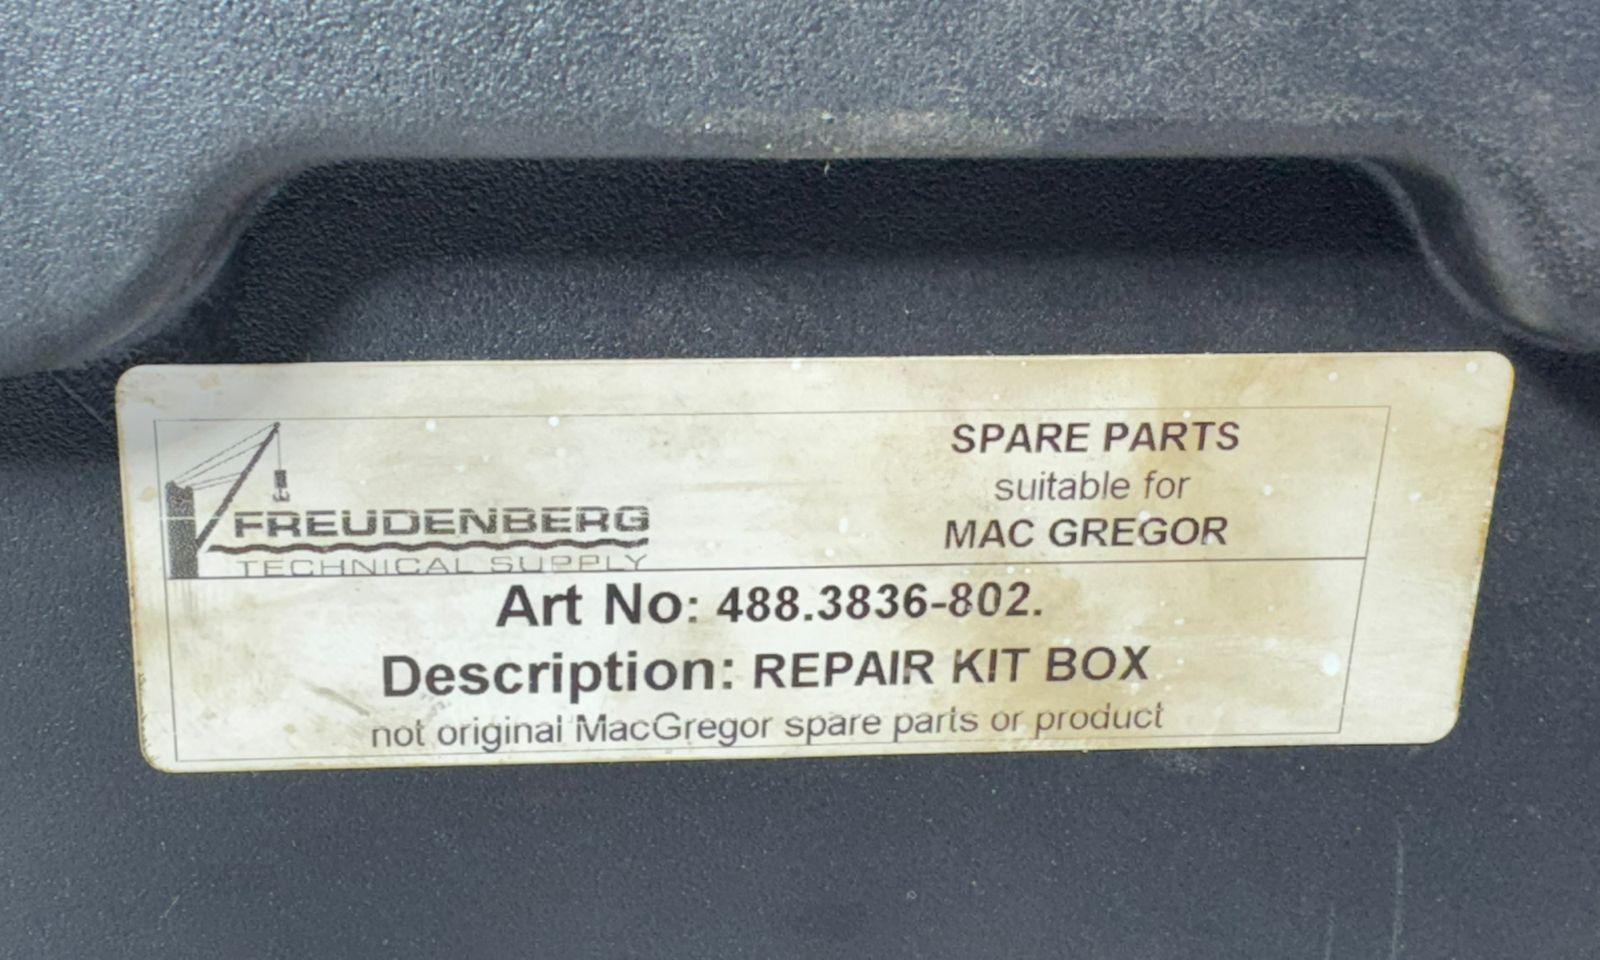 FREUDENBERG
TECHNICAL SUPPLY
SPARE PARTS
suitable for
MAC GREGOR
Art No: 488.3836-802.
Description: REPAIR KIT BOX
not original MacGregor spare parts or product